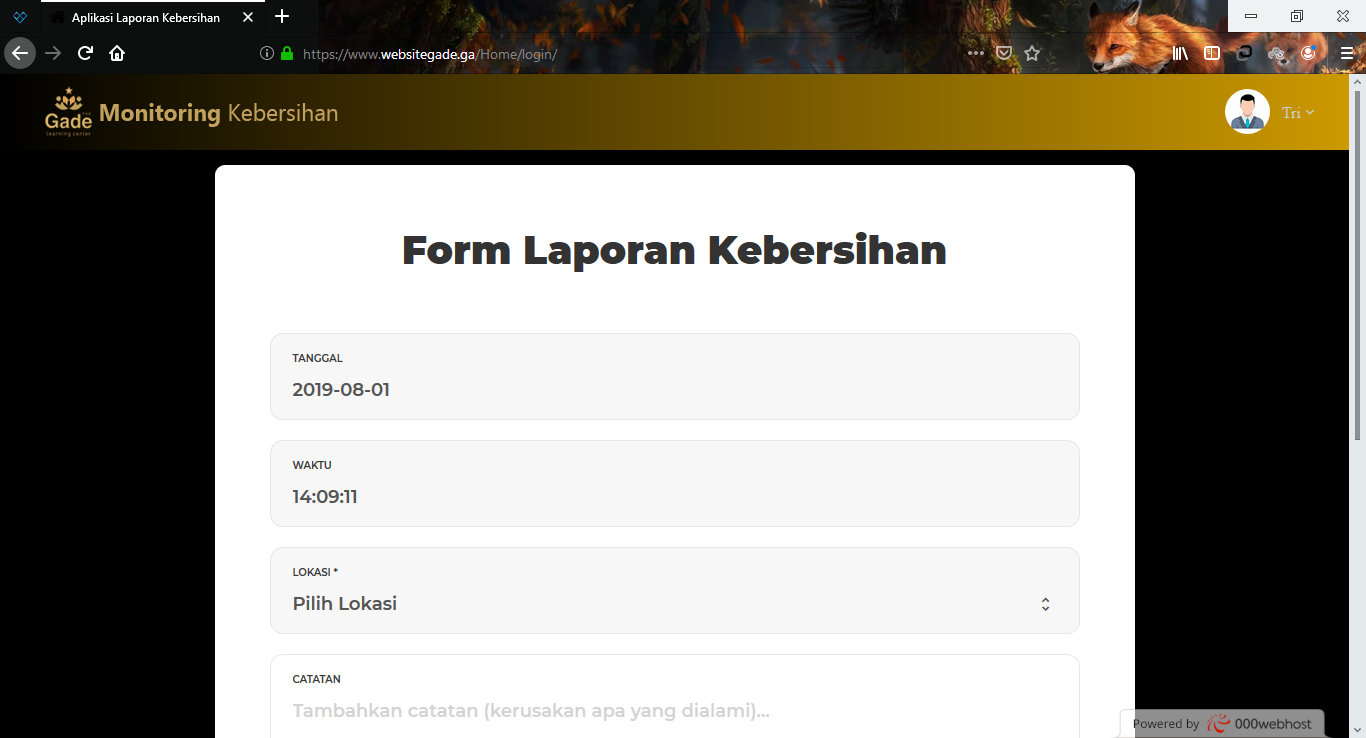 Aplikasi Laporan Kebersihan
https://www.websitegade.ga/Home/login/
Gade
learning center
Monitoring Kebersihan
Tri
Form Laporan Kebersihan
TANGGAL
2019-08-01
WAKTU
14:09:11
LOKASI *
Pilih Lokasi
CATATAN
Tambahkan catatan (kerusakan apa yang dialami)...
Powered by 000webhost